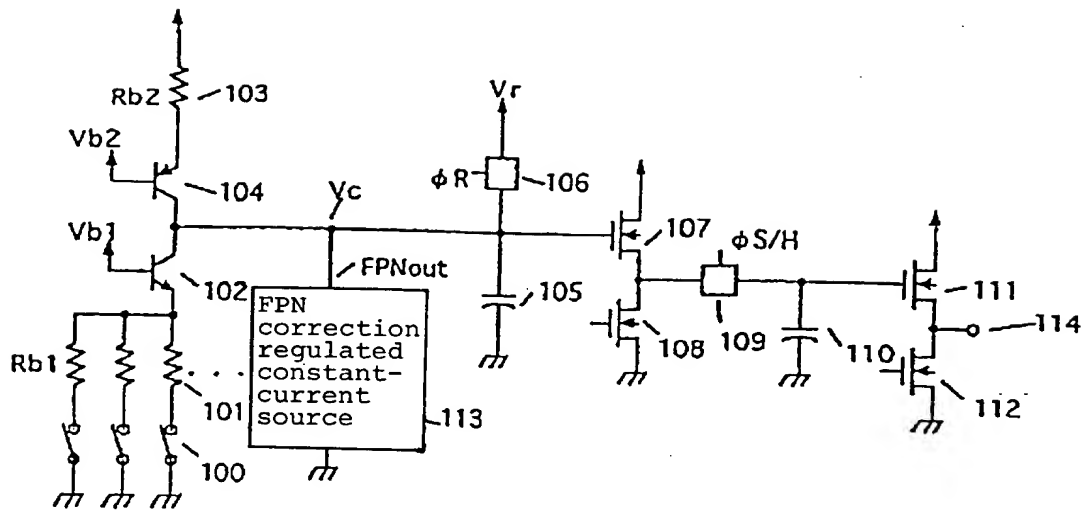 Rb2
103
Vr
Vb2
104
φR
106
Vc
107
φS/H
Vb1
102
FPNout
105
111
114
FPN
correction
regulated
constant-
current
source
108
109
110
112
Rb1
...
101
113
100